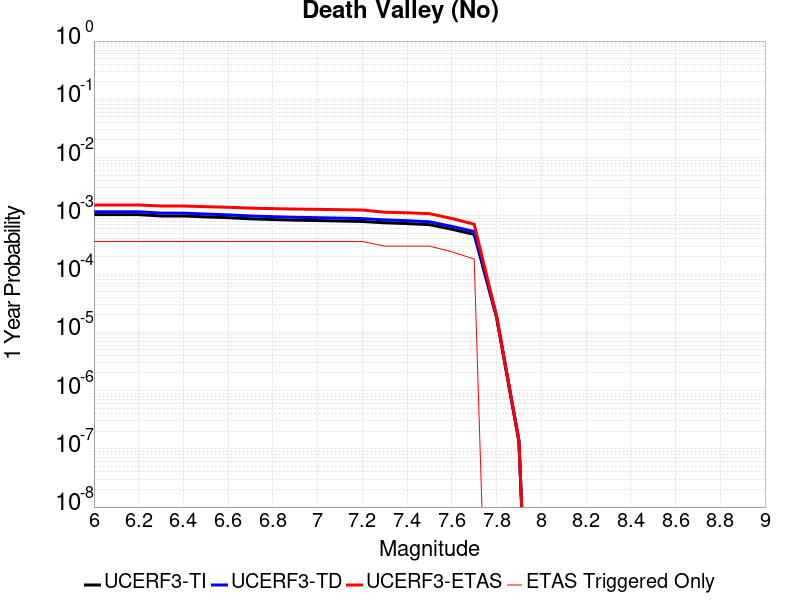 Death Valley (No)
10^0
10^-1
10^-2
10^-3
10^-4
10^-5
10^-6
10^-7
10^-8
1 Year Probability
6 6.2 6.4 6.6 6.8 7 7.2 7.4 7.6 7.8 8 8.2 8.4 8.6 8.8 9
Magnitude
UCERF3-TI UCERF3-TD UCERF3-ETAS ETAS Triggered Only